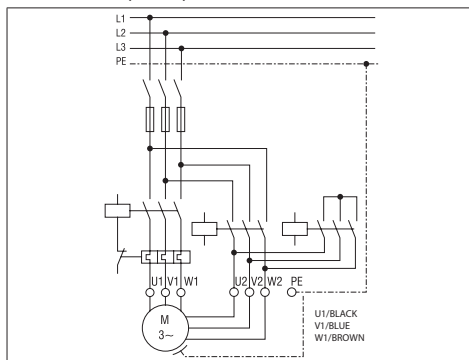 L1
L2
L3
PE
U1 V1 W1 U2 V2 W2 PE
M
3~
U1/BLACK
V1/BLUE
W1/BROWN